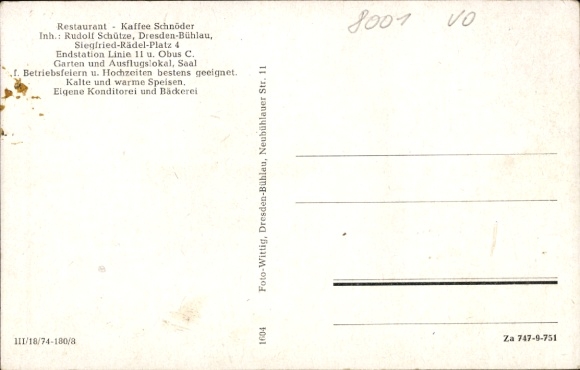 Restaurant - Kaffee Schnöder
Inh.: Rudolf Schütze, Dresden-Bühlau,
Siegfried-Rädel-Platz 4
Endstation Linie 11 u. Obus C.
Garten und Ausflugslokal, Saal
f. Betriebsfeiern u. Hochzeiten bestens geeignet.
Kalte und warme Speisen,
Eigene Konditorei und Bäckerei
8001 VO
1604 Foto-Wittig, Dresden-Bühlau, Neubühlauer Str. 11
III/18/74-180/8
Za 747-9-751